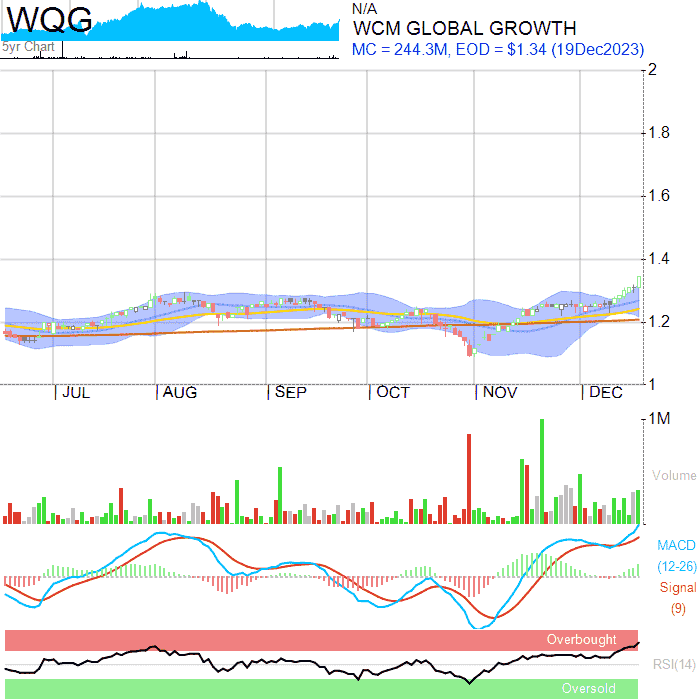 WQG
5yr Chart
N/A
WCM GLOBAL GROWTH
MC = 244.3M, EOD = $1.34 (19Dec2023)
2
1.8
1.6
1.4
1.2
1
JUL
AUG
SEP
OCT
NOV
DEC
1M
Volume
MACD
(12-26)
Signal
(9)
Overbought
RSI(14)
Oversold